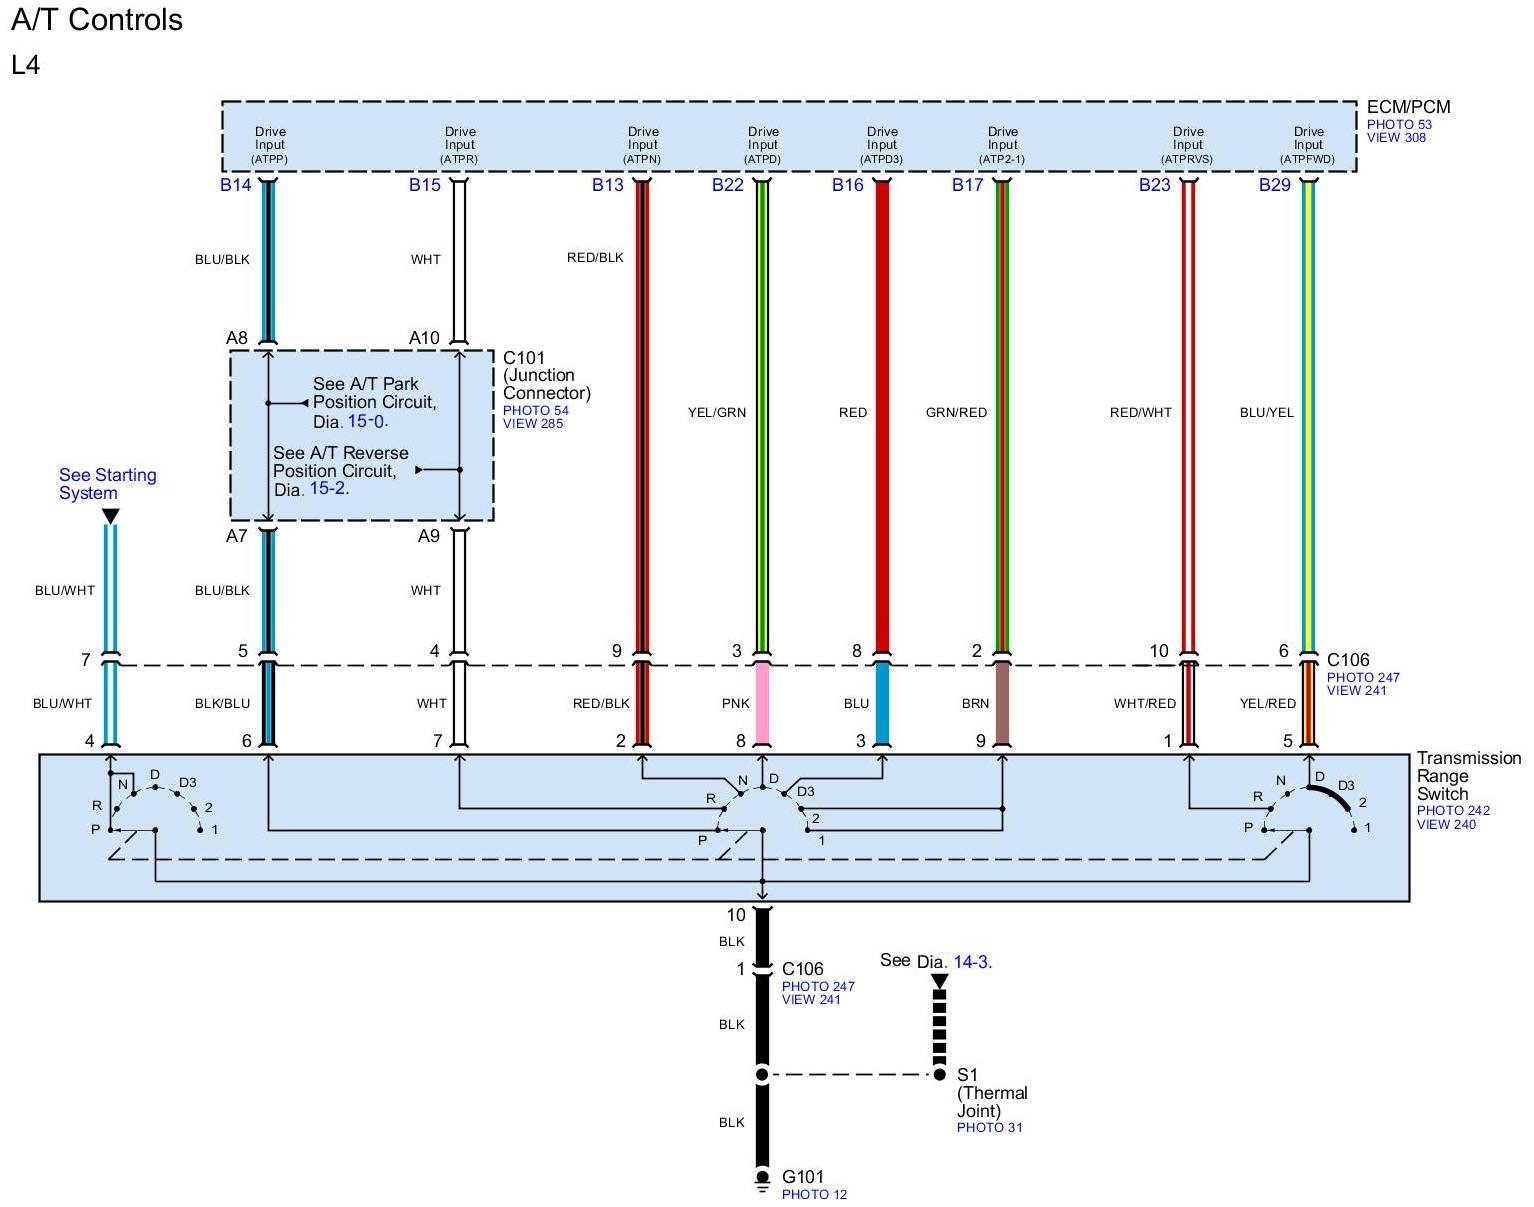 A/T Controls
L4
ECM/PCM
PHOTO 53
VIEW 308
Drive
Input
(ATPP)
Drive
Input
(ATPR)
Drive
Input
(ATPN)
Drive
Input
(ATPD)
Drive
Input
(ATPD3)
Drive
Input
(ATP2-1)
Drive
Input
(ATPRVS)
Drive
Input
(ATPFWD)
B14 B15 B13 B22 B16 B17 B23 B29
BLU/BLK WHT RED/BLK
A8 A10
C101
(Junction
Connector)
PHOTO 54
VIEW 285
See A/T Park
Position Circuit,
Dia. 15-0.
See A/T Reverse
Position Circuit,
Dia. 15-2.
YEL/GRN RED GRN/RED RED/WHT BLU/YEL
See Starting
System
A7 A9
BLU/WHT BLU/BLK WHT
7 5 4 9 3 8 2 10 6
C106
PHOTO 247
VIEW 241
BLU/WHT BLK/BLU WHT RED/BLK PNK BLU BRN WHT/RED YEL/RED
4 6 7 2 8 3 9 1 5
Transmission
Range
Switch
PHOTO 242
VIEW 240
P R N D D3 2 1
P R N D D3 2 1
P R N D D3 2 1
10
BLK
1
C106
PHOTO 247
VIEW 241
See Dia. 14-3.
BLK
S1
(Thermal
Joint)
PHOTO 31
BLK
G101
PHOTO 12